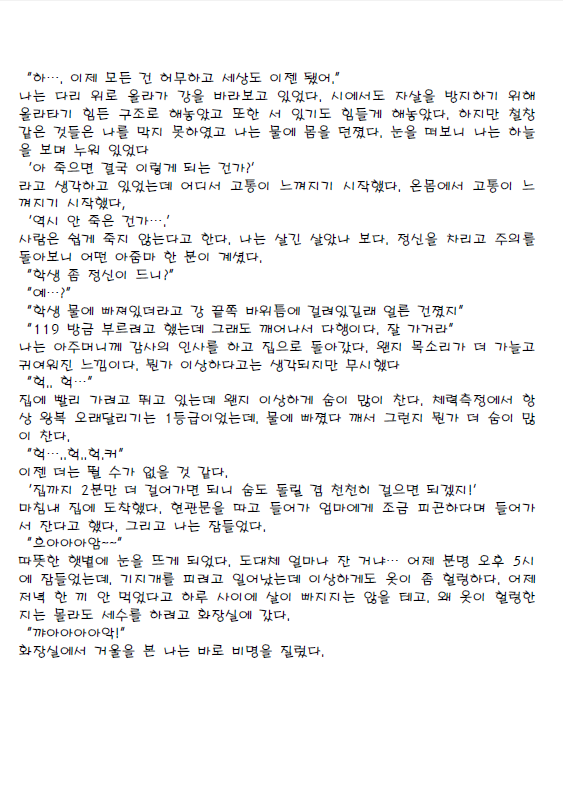 "하…. 이제 모든 건 허무하고 세상도 이젠 됐어."
나는 다리 위로 올라가 강을 바라보고 있었다. 시에서도 자살을 방지하기 위해
올라타기 힘든 구조로 해놓았고 또한 서 있기도 힘들게 해놓았다. 하지만 철창
같은 것들은 나를 막지 못하였고 나는 물에 몸을 던졌다. 눈을 떠보니 나는 하늘
을 보며 누워 있었다
'아 죽으면 결국 이렇게 되는 건가?'
라고 생각하고 있었는데 어디서 고통이 느껴지기 시작했다. 온몸에서 고통이 느
껴지기 시작했다,
'역시 안 죽은 건가….'
사람은 쉽게 죽지 않는다고 한다. 나는 살긴 살았나 보다. 정신을 차리고 주의를
돌아보니 어떤 아줌마 한 분이 계셨다.
"학생 좀 정신이 드니?"
"예…?"
"학생 물에 빠져있더라고 강 끝쪽 바위틈에 걸려있길래 얼른 건졌지"
"119 방금 부르려고 했는데 그래도 깨어나서 다행이다. 잘 가거라"
나는 아주머니께 감사의 인사를 하고 집으로 돌아갔다. 왠지 목소리가 더 가늘고
귀여워진 느낌이다. 뭔가 이상하다고는 생각되지만 무시했다
"헉,, 헉…"
집에 빨리 가려고 뛰고 있는데 왠지 이상하게 숨이 많이 찬다. 체력측정에서 항
상 왕복 오래달리기는 1등급이었는데, 물에 빠졌다 깨서 그런지 뭔가 더 숨이 많
이 찬다.
"헉…,,헉,,헉,커"
이젠 더는 뛸 수가 없을 것 같다.
'집까지 2분만 더 걸어가면 되니 숨도 돌릴 겸 천천히 걸으면 되겠지!'
마침내 집에 도착했다. 현관문을 따고 들어가 엄마에게 조금 피곤하다며 들어가
서 잔다고 했다. 그리고 나는 잠들었다.
"흐아아아암~~"
따뜻한 햇볕에 눈을 뜨게 되었다. 도대체 얼마나 잔 거냐… 어제 분명 오후 5시
에 잠들었는데, 기지개를 피려고 일어났는데 이상하게도 옷이 좀 헐렁하다. 어제
저녁 한 끼 안 먹었다고 하루 사이에 살이 빠지지는 않을 테고. 왜 옷이 헐렁한
지는 몰라도 세수를 하려고 화장실에 갔다.
"꺄아아아아악!"
화장실에서 거울을 본 나는 바로 비명을 질렀다.